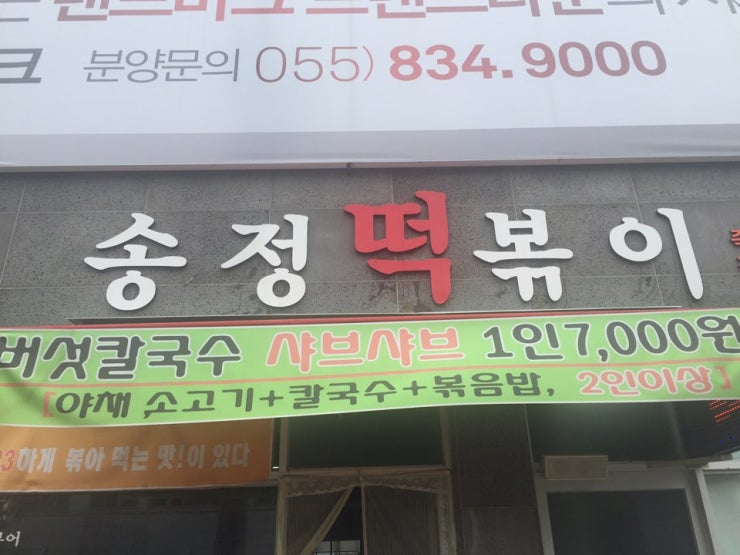 분양문의 055) 834.9000
송정떡볶이
버섯칼국수 샤브샤브 1인7,000원
[야채 소고기+칼국수+볶음밥, 2인이상]
3하게 볶아 먹는 맛!이 있다